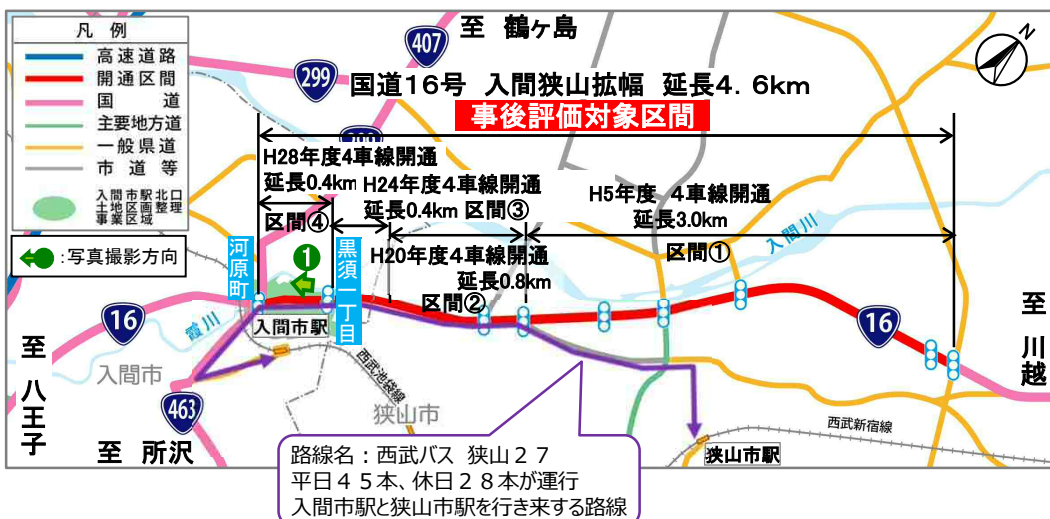 凡 例
高速道路
開通区間
国 道
主要地方道
一般県道
市 道 等
入間市駅北口
土地区画整理
事業区域
:写真撮影方向
至 鶴ヶ島
407
299
N
国道16号 入間狭山拡幅 延長4.6km
事後評価対象区間
H28年度4車線開通
延長0.4km
区間④
H24年度4車線開通
延長0.4km 区間③
H5年度 4車線開通
延長3.0km
区間①
H20年度4車線開通
延長0.8km
区間②
入間川
河原町
1
黒須一丁目
16
霞川
入間市駅
入間市
西武池袋線
狭山市
16
至 川越
至 八王子
463
至 所沢
西武新宿線
狭山市駅
路線名:西武バス 狭山27
平日45本、休日28本が運行
入間市駅と狭山市駅を行き来する路線